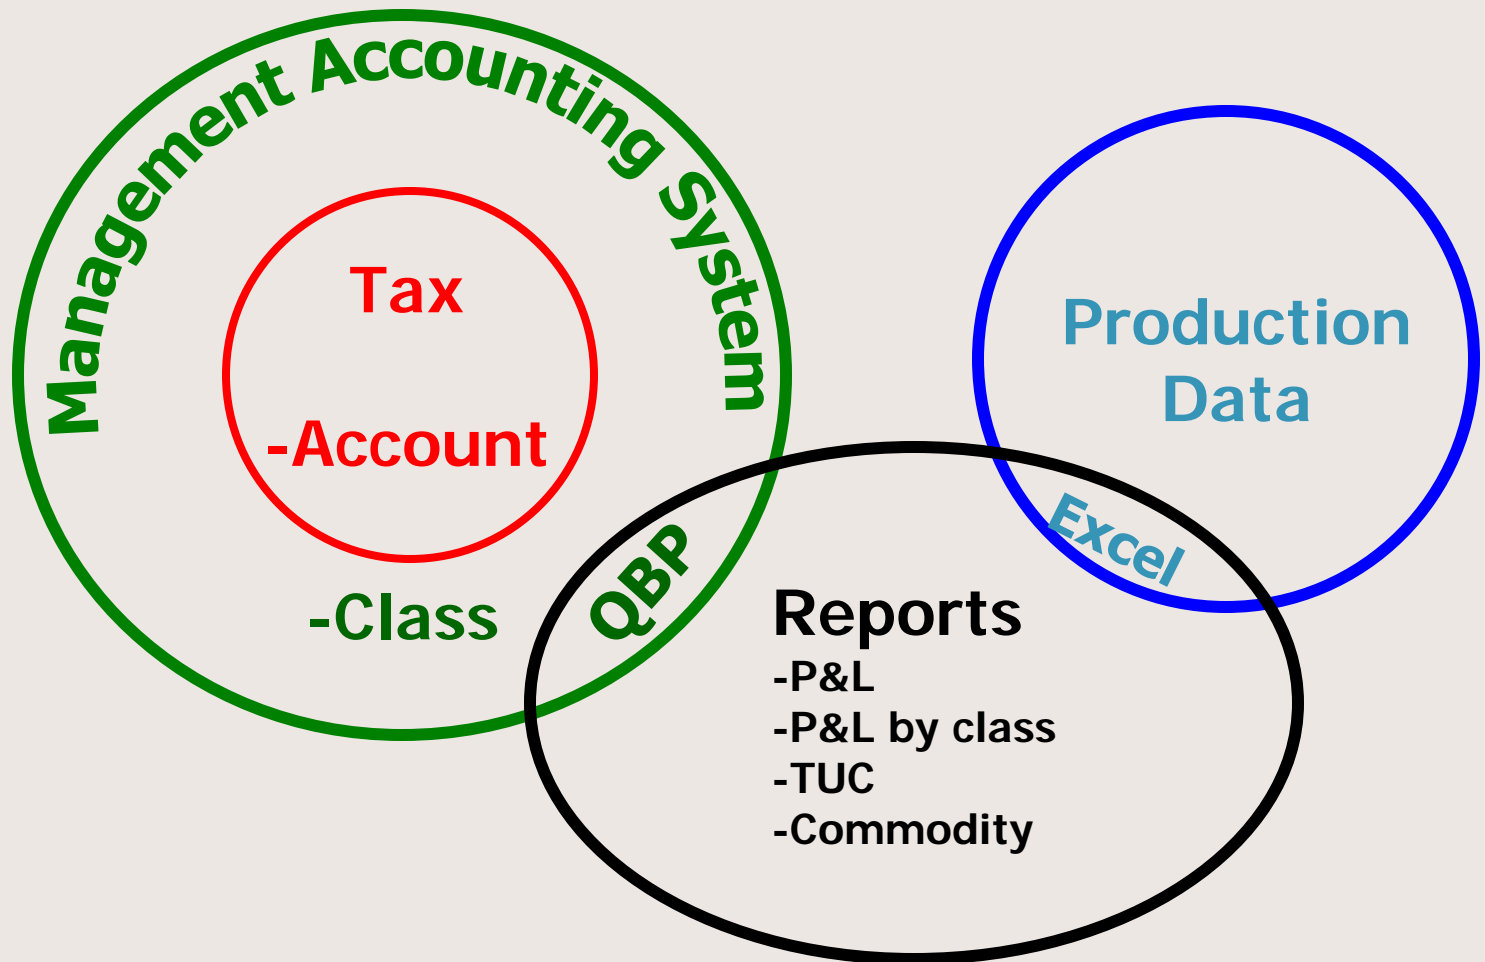 Management Accounting System
Tax
-Account
-Class
QBP
Production
Data
Excel
Reports
-P&L
-P&L by class
-TUC
-Commodity